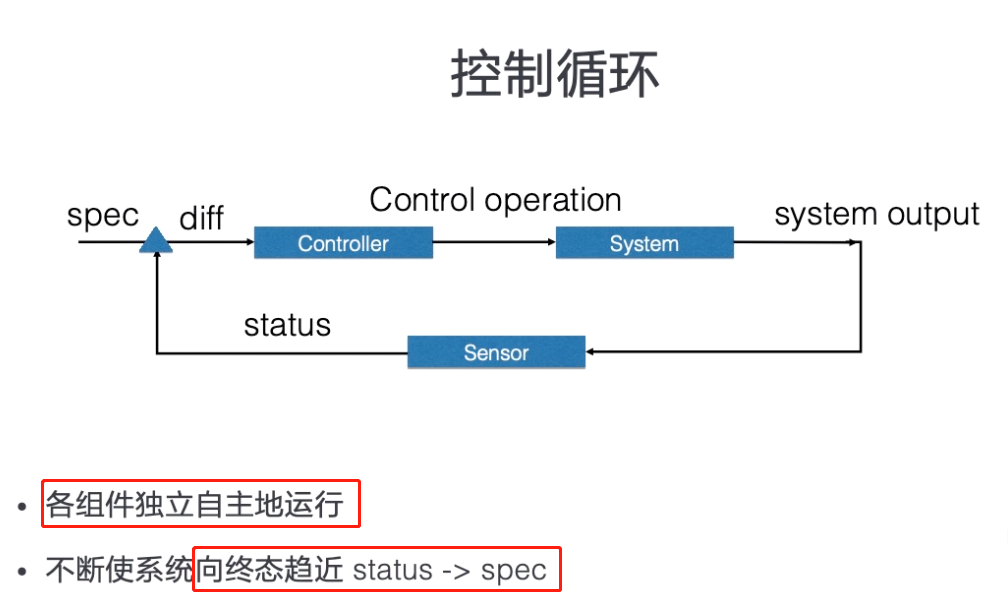 控制循环
Control operation
spec
diff
system output
Controller
System
status
Sensor
• 各组件独立自主地运行
• 不断使系统向终态趋近 status -> spec